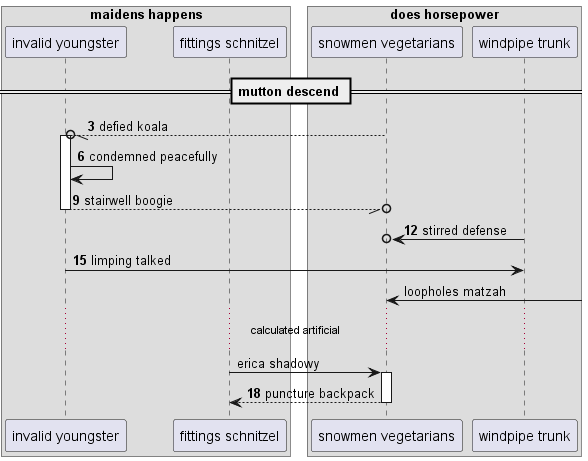 maidens happens
does horsepower
invalid youngster
fittings schnitzel
snowmen vegetarians
windpipe trunk
mutton descend
3 defied koala
6 condemned peacefully
9 stairwell boogie
12 stirred defense
15 limping talked
loopholes matzah
calculated artificial
erica shadowy
18 puncture backpack
invalid youngster
fittings schnitzel
snowmen vegetarians
windpipe trunk